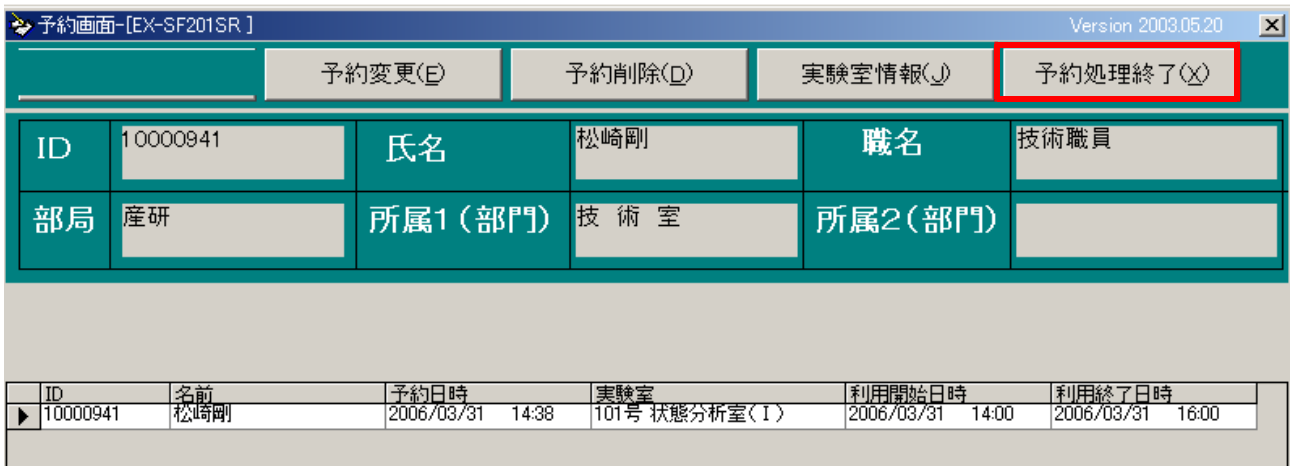 予約画面-[EX-SF201SR ] Version 2003.05.20
予約変更(E) 予約削除(D) 実験室情報(J) 予約処理終了(X)
ID 10000941 氏名 松崎剛 職名 技術職員
部局 産研 所属1(部門) 技 術 室 所属2(部門)
ID 名前 予約日時 実験室 利用開始日時 利用終了日時
10000941 松崎剛 2006/03/31 14:38 101号 状態分析室(I) 2006/03/31 14:00 2006/03/31 16:00